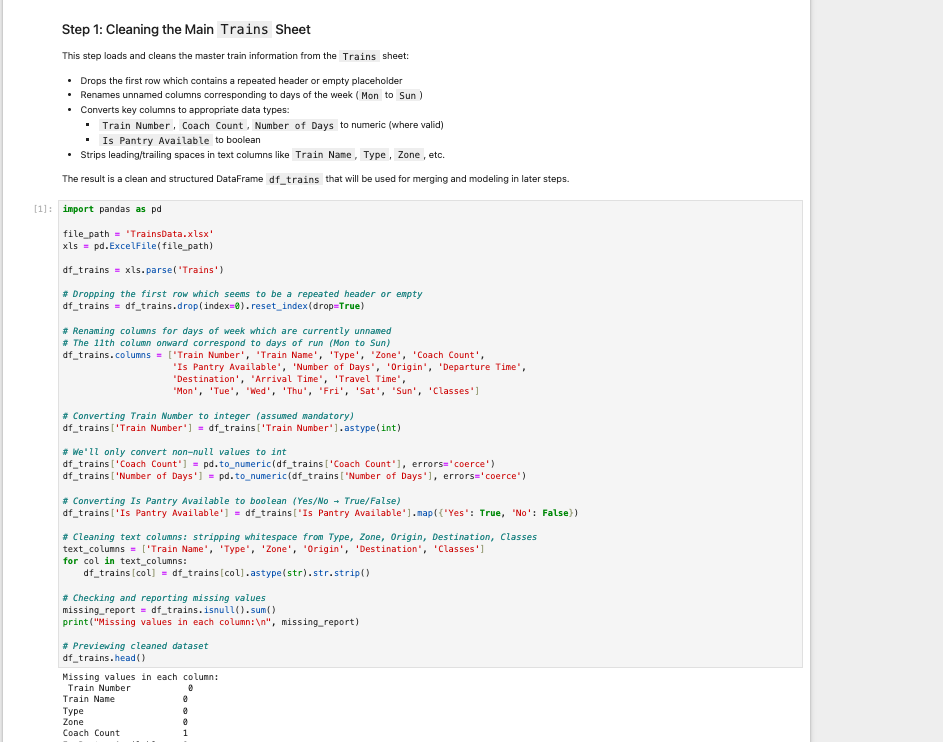 Step 1: Cleaning the Main Trains Sheet
This step loads and cleans the master train information from the Trains sheet:
• Drops the first row which contains a repeated header or empty placeholder
• Renames unnamed columns corresponding to days of the week ( Mon to Sun )
• Converts key columns to appropriate data types:
▪ Train Number , Coach Count , Number of Days to numeric (where valid)
▪ Is Pantry Available to boolean
• Strips leading/trailing spaces in text columns like Train Name , Type , Zone , etc.
The result is a clean and structured DataFrame df_trains that will be used for merging and modeling in later steps.
[1]: import pandas as pd
file_path = 'TrainsData.xlsx'
xls = pd.ExcelFile(file_path)
df_trains = xls.parse('Trains')
# Dropping the first row which seems to be a repeated header or empty
df_trains = df_trains.drop(index=0).reset_index(drop=True)
# Renaming columns for days of week which are currently unnamed
# The 11th column onward correspond to days of run (Mon to Sun)
df_trains.columns = ['Train Number', 'Train Name', 'Type', 'Zone', 'Coach Count',
'Is Pantry Available', 'Number of Days', 'Origin', 'Departure Time',
'Destination', 'Arrival Time', 'Travel Time',
'Mon', 'Tue', 'Wed', 'Thu', 'Fri', 'Sat', 'Sun', 'Classes']
# Converting Train Number to integer (assumed mandatory)
df_trains['Train Number'] = df_trains['Train Number'].astype(int)
# We'll only convert non-null values to int
df_trains['Coach Count'] = pd.to_numeric(df_trains['Coach Count'], errors='coerce')
df_trains['Number of Days'] = pd.to_numeric(df_trains['Number of Days'], errors='coerce')
# Converting Is Pantry Available to boolean (Yes/No → True/False)
df_trains['Is Pantry Available'] = df_trains['Is Pantry Available'].map({'Yes': True, 'No': False})
# Cleaning text columns: stripping whitespace from Type, Zone, Origin, Destination, Classes
text_columns = ['Train Name', 'Type', 'Zone', 'Origin', 'Destination', 'Classes']
for col in text_columns:
    df_trains[col] = df_trains[col].astype(str).str.strip()
# Checking and reporting missing values
missing_report = df_trains.isnull().sum()
print("Missing values in each column:\n", missing_report)
# Previewing cleaned dataset
df_trains.head()
Missing values in each column:
Train Number 0
Train Name 0
Type 0
Zone 0
Coach Count 1